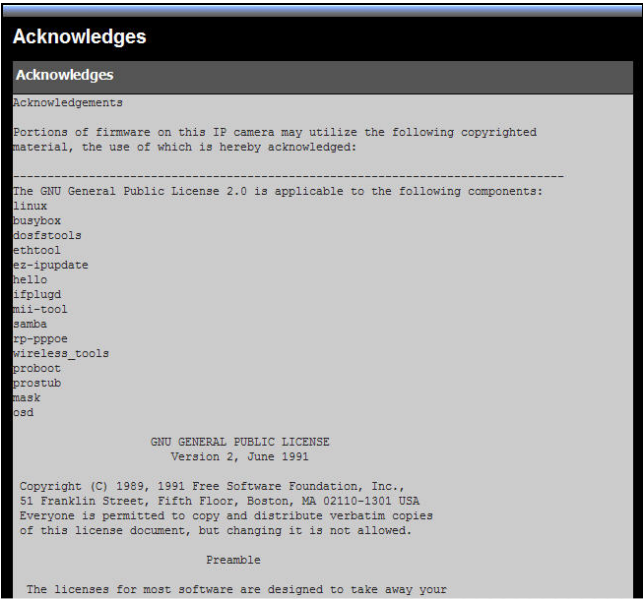 Acknowledges
Acknowledges
Acknowledgements
Portions of firmware on this IP camera may utilize the following copyrighted
material, the use of which is hereby acknowledged:
--------------------------------------------------------------------------------
The GNU General Public License 2.0 is applicable to the following components:
linux
busybox
dosfstools
ethtool
ez-ipupdate
hello
ifplugd
mii-tool
samba
rp-pppoe
wireless_tools
proboot
prostub
mask
osd
GNU GENERAL PUBLIC LICENSE
Version 2, June 1991
Copyright (C) 1989, 1991 Free Software Foundation, Inc.,
51 Franklin Street, Fifth Floor, Boston, MA 02110-1301 USA
Everyone is permitted to copy and distribute verbatim copies
of this license document, but changing it is not allowed.
Preamble
The licenses for most software are designed to take away your